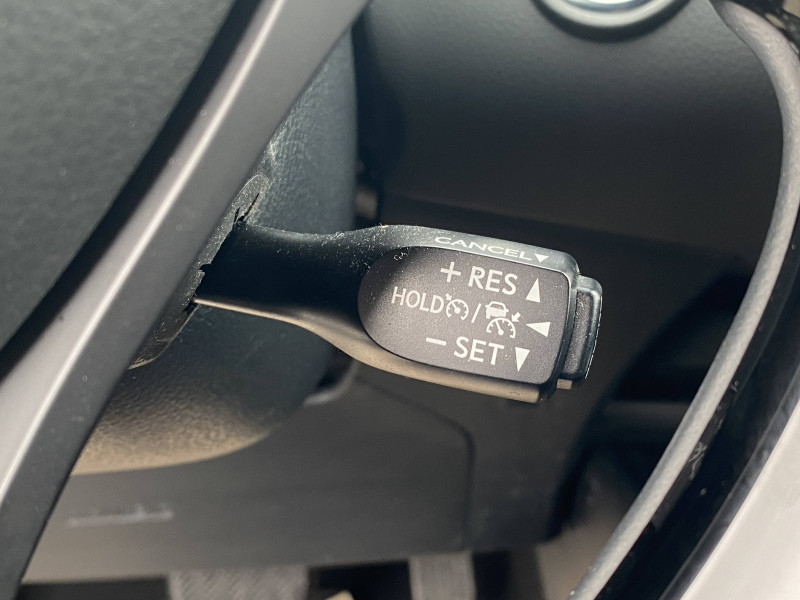 CANCEL▼
+ RES ▲
HOLD / ◄
− SET ▼